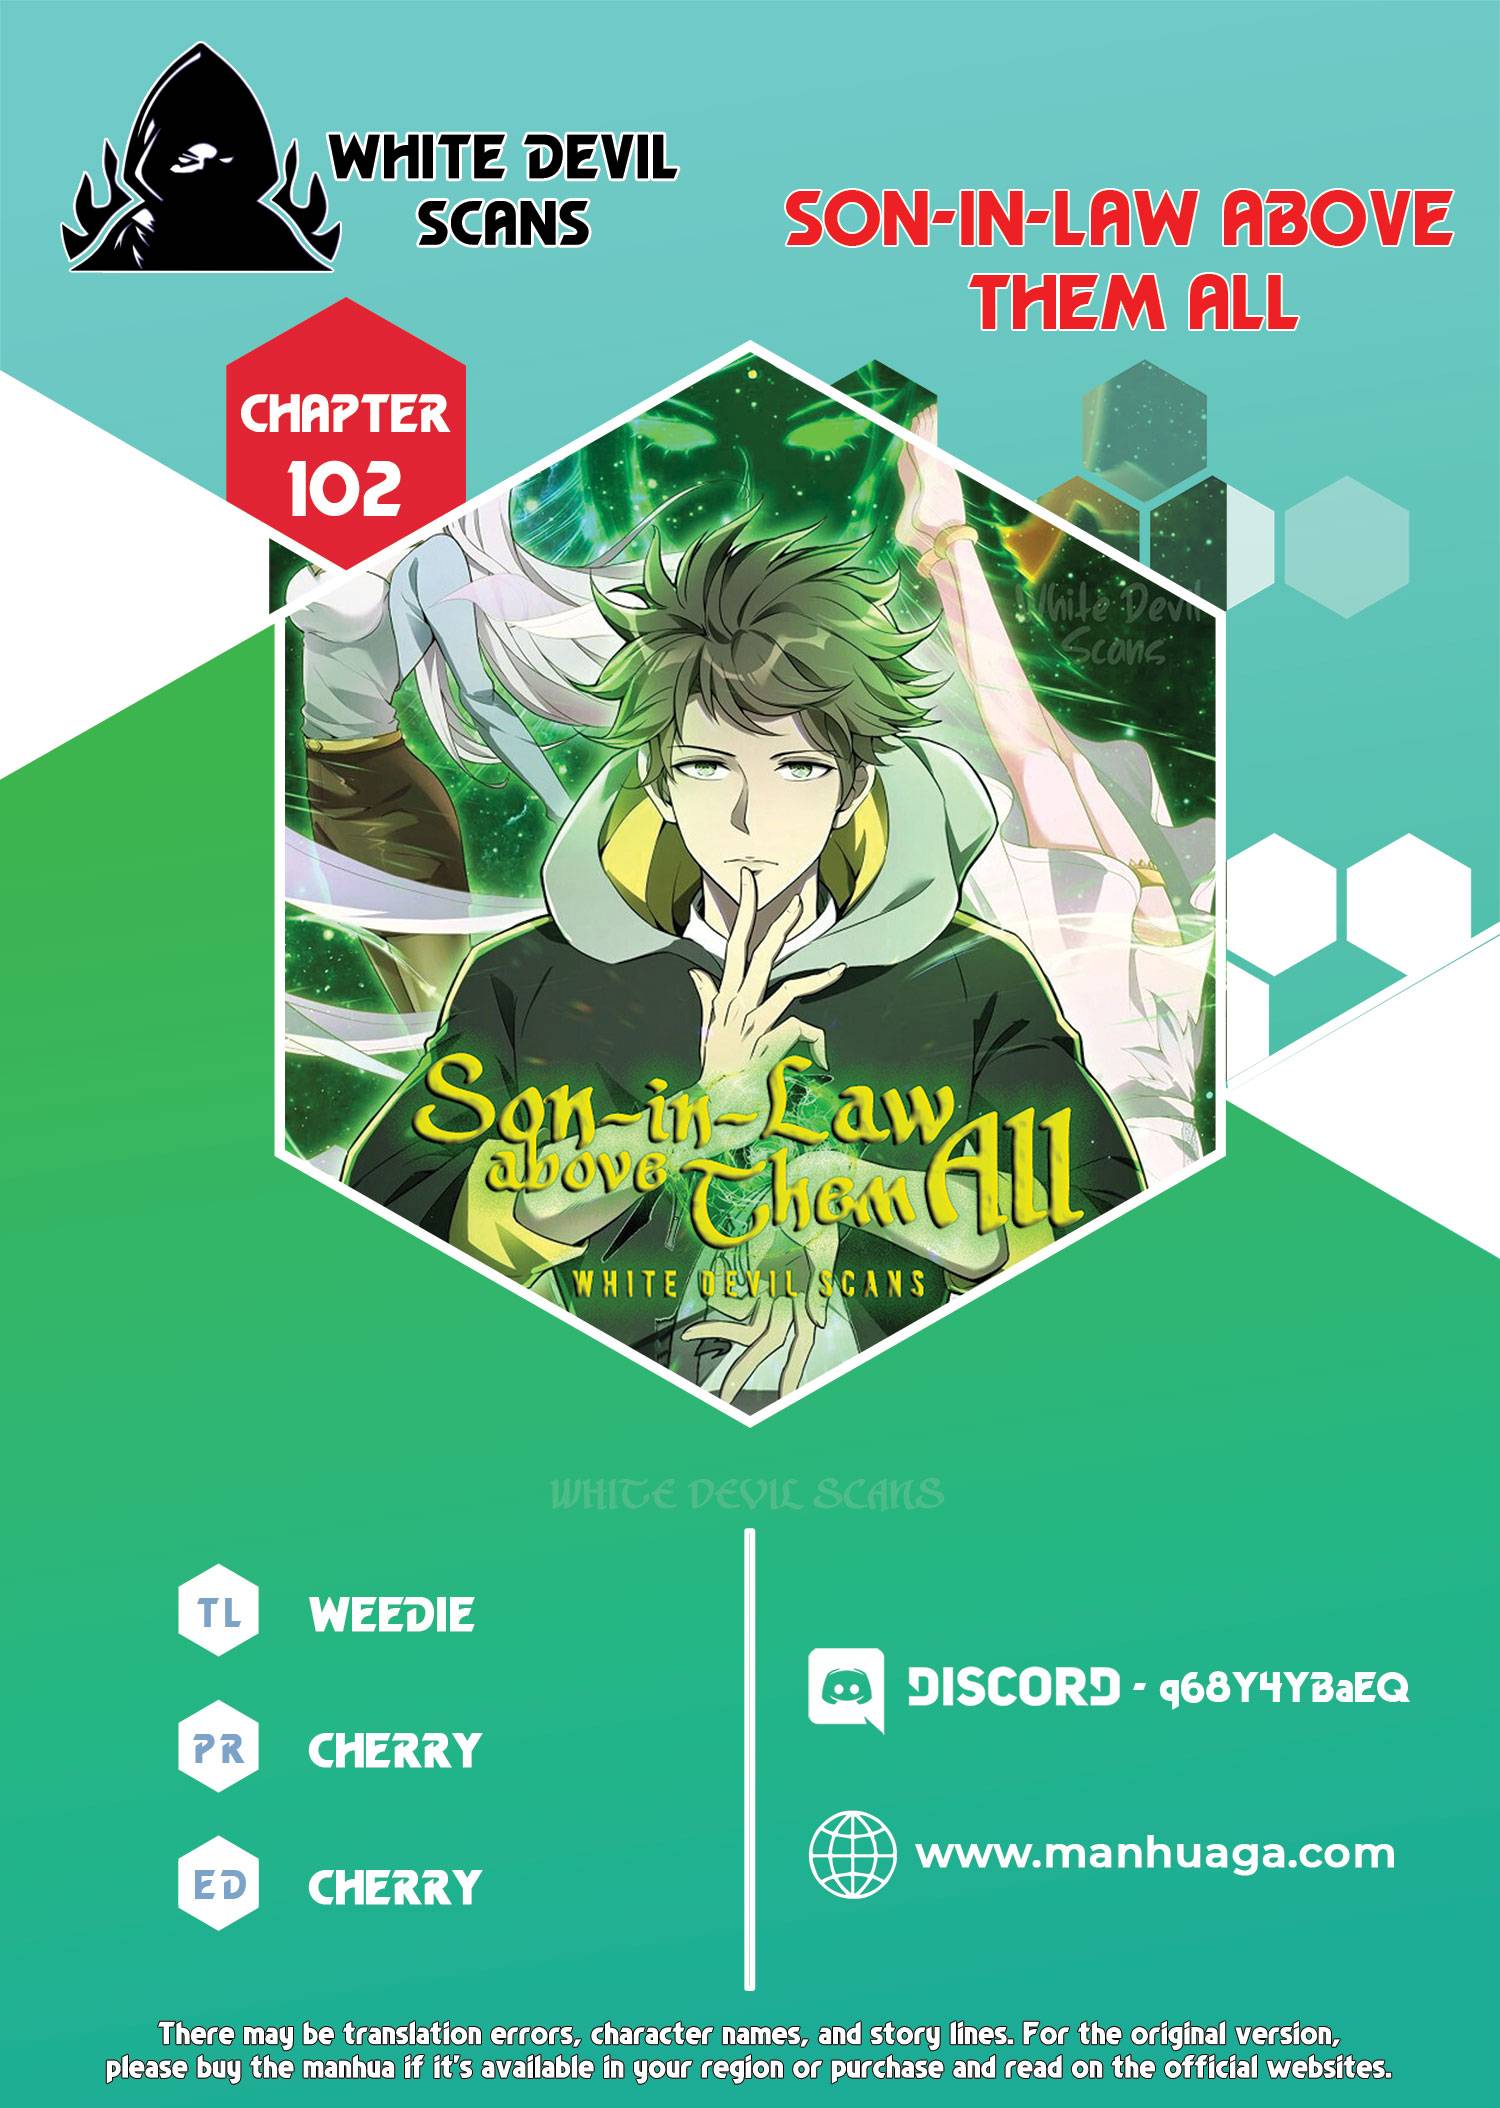 WHITE DEVIL
SCANS
SON-IN-LAW ABOVE
THEM ALL
CHAPTER
102
White Devil
Scans
Son-in-Law
above Them All
WHITE DEVIL SCANS
WHITE DEVIL SCANS
TL WEEDIE
PR CHERRY
ED CHERRY
DISCORD - q68Y4YBaEQ
www.manhuaga.com
There may be translation errors, character names, and story lines. For the original version,
please buy the manhua if it's available in your region or purchase and read on the official websites.